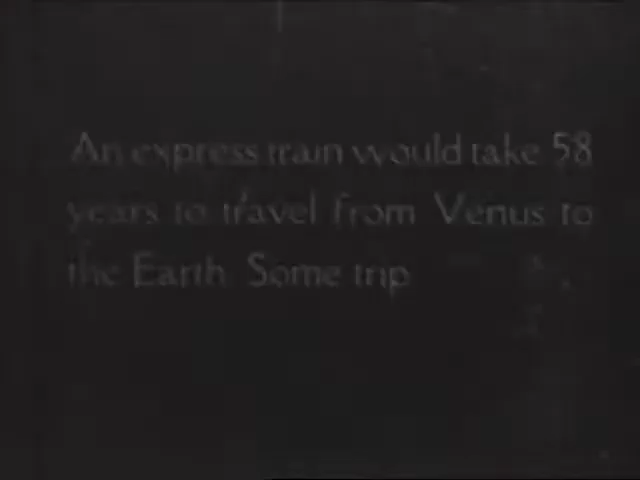 An express train would take 58
years to travel from Venus to
the Earth. Some trip